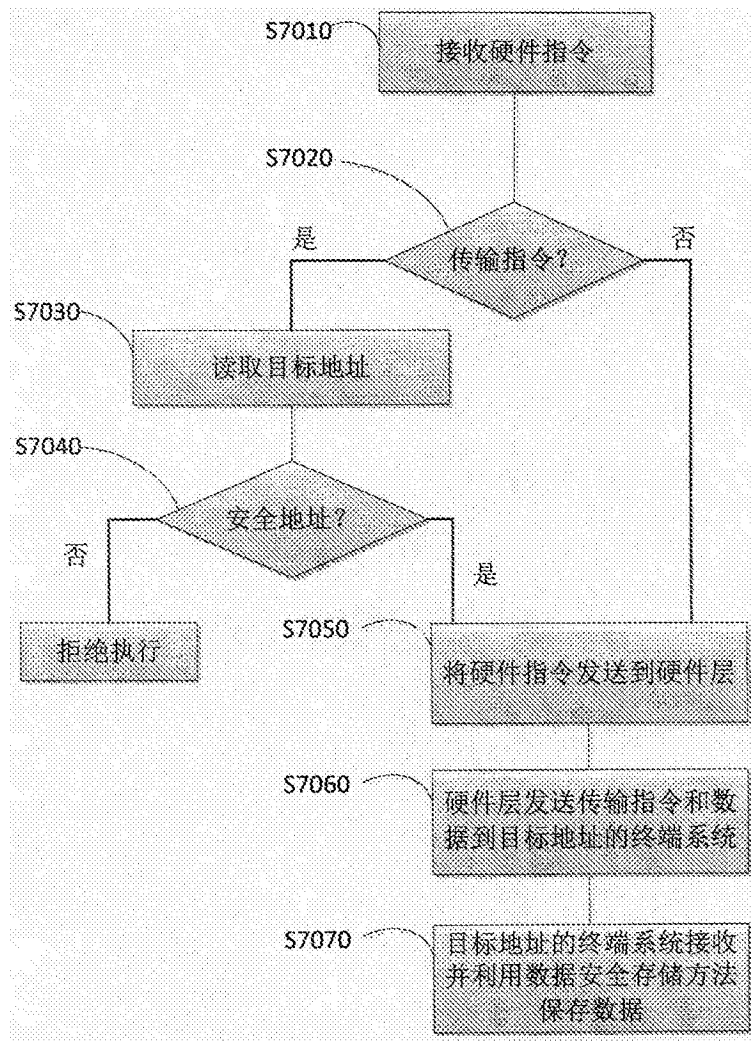 S7010
接收硬件指令
S7020
传输指令？
是
否
S7030
读取目标地址
S7040
安全地址？
否
是
拒绝执行
S7050
将硬件指令发送到硬件层
S7060
硬件层发送传输指令和数
据到目标地址的终端系统
S7070
目标地址的终端系统接收
并利用数据安全存储方法
保存数据